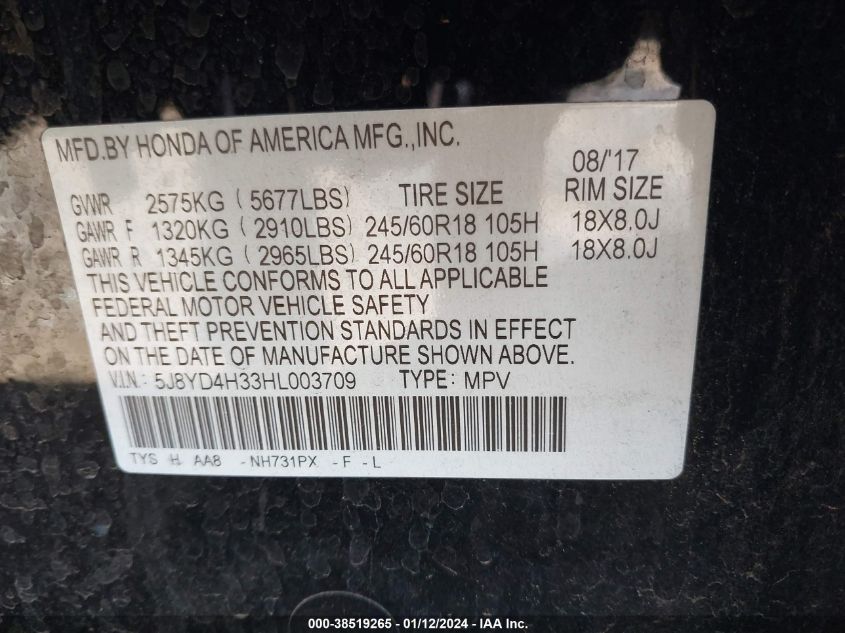 MFD.BY HONDA OF AMERICA MFG.,INC.
08/'17
GVWR 2575KG (5677LBS) TIRE SIZE RIM SIZE
GAWR F 1320KG (2910LBS) 245/60R18 105H 18X8.0J
GAWR R 1345KG (2965LBS) 245/60R18 105H 18X8.0J
THIS VEHICLE CONFORMS TO ALL APPLICABLE
FEDERAL MOTOR VEHICLE SAFETY
AND THEFT PREVENTION STANDARDS IN EFFECT
ON THE DATE OF MANUFACTURE SHOWN ABOVE.
V.I.N.: 5J8YD4H33HL003709 TYPE: MPV
TYS H AA8 -NH731PX -F -L
000-38519265 - 01/12/2024 - IAA Inc.